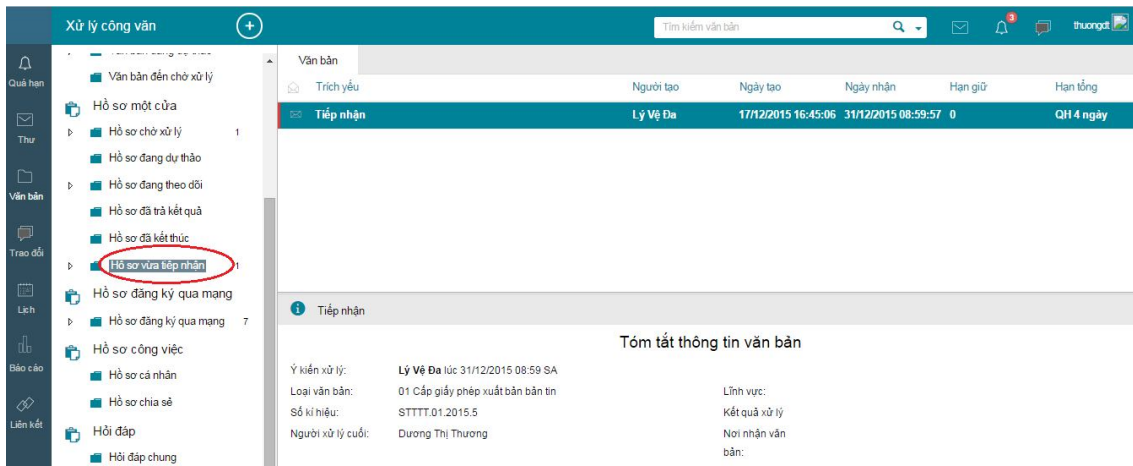 Xử lý công văn
Tìm kiếm văn bản
3
thuongdt
Quá hạn
Thư
Văn bản
Trao đổi
Lịch
Báo cáo
Liên kết
Văn bản đang dự thảo
Văn bản đến chờ xử lý
Hồ sơ một cửa
Hồ sơ chờ xử lý 1
Hồ sơ đang dự thảo
Hồ sơ đang theo dõi
Hồ sơ đã trả kết quả
Hồ sơ đã kết thúc
Hồ sơ vừa tiếp nhận 1
Hồ sơ đăng ký qua mạng
Hồ sơ đăng ký qua mạng 7
Hồ sơ công việc
Hồ sơ cá nhân
Hồ sơ chia sẻ
Hỏi đáp
Hỏi đáp chung
Văn bản
Trích yếu Người tạo Ngày tạo Ngày nhận Hạn giữ Hạn tổng
Tiếp nhận Lý Vệ Đa 17/12/2015 16:45:06 31/12/2015 08:59:57 0 QH 4 ngày
Tiếp nhận
Tóm tắt thông tin văn bản
Ý kiến xử lý: Lý Vệ Đa lúc 31/12/2015 08:59 SA
Loại văn bản: 01 Cấp giấy phép xuất bản bản tin Lĩnh vực:
Số kí hiệu: STTTT.01.2015.5 Kết quả xử lý
Người xử lý cuối: Dương Thị Thương Nơi nhận văn
bản: